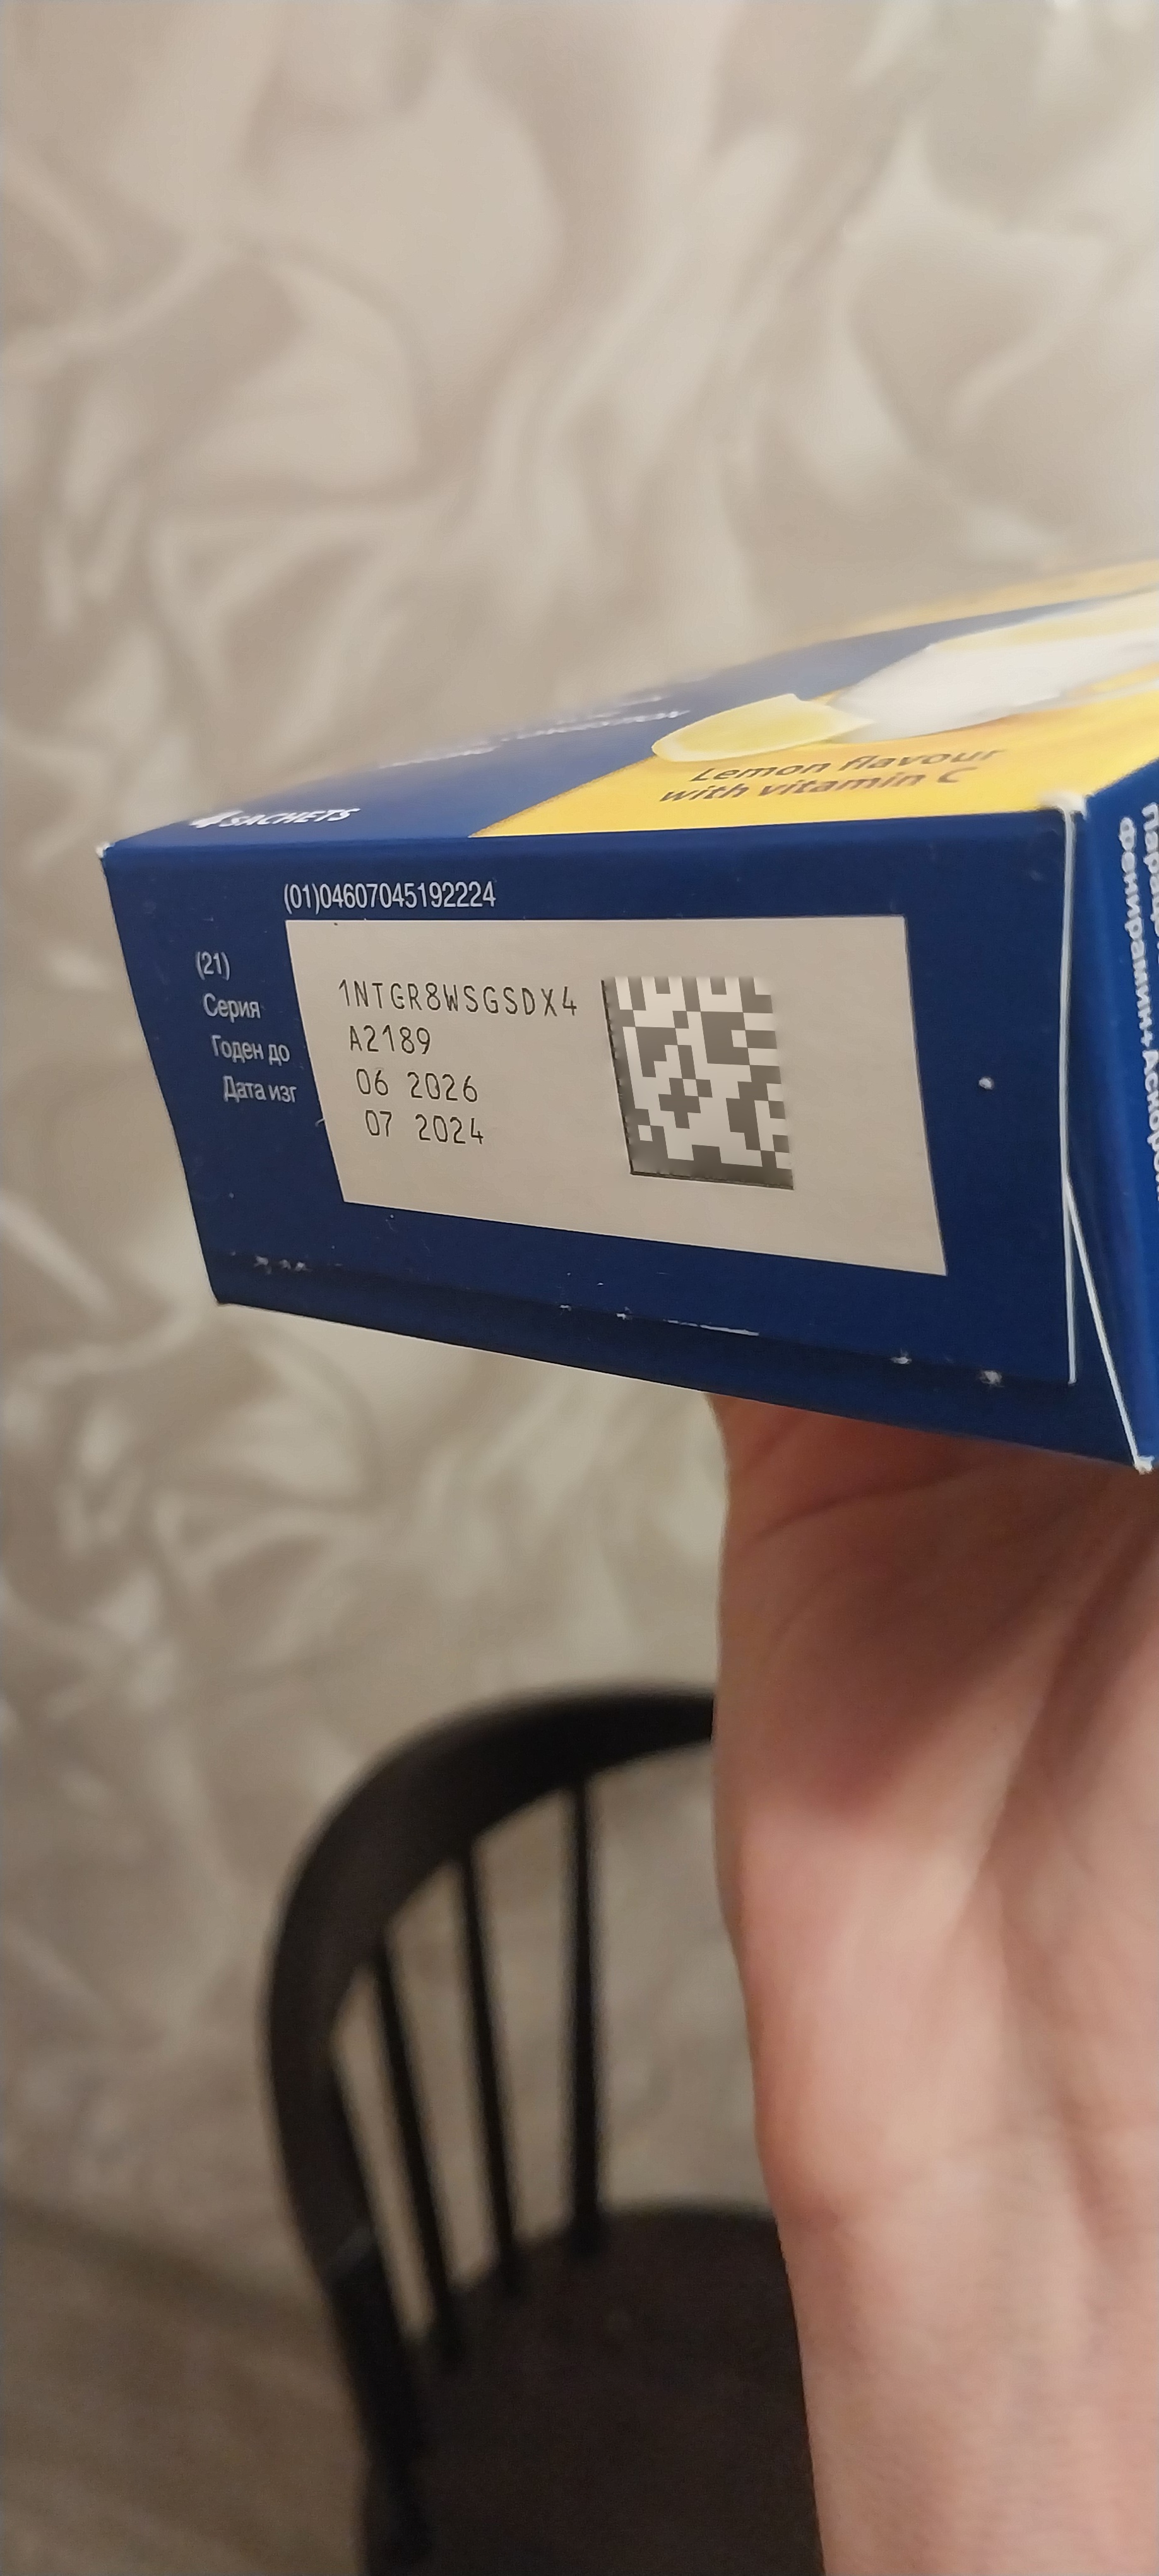 4 SACHETS
Lemon flavour
with vitamin C
(01)04607045192224
(21) 1NTGR8WSGSDX4
Серия A2189
Годен до 06 2026
Дата изг 07 2024